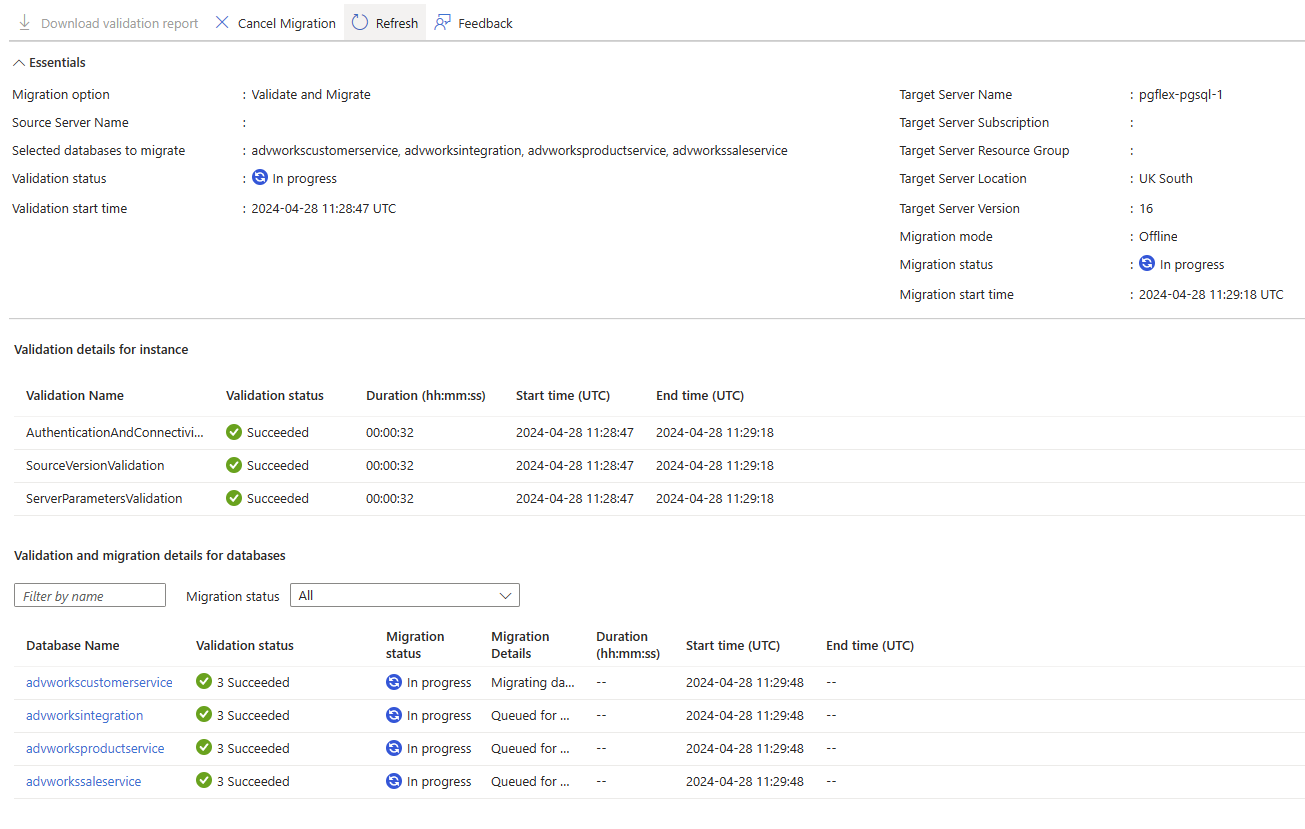 Download validation report Cancel Migration Refresh Feedback
Essentials
Migration option : Validate and Migrate
Source Server Name :
Selected databases to migrate : advworkscustomerservice, advworksintegration, advworksproductservice, advworkssaleservice
Validation status : In progress
Validation start time : 2024-04-28 11:28:47 UTC
Target Server Name : pgflex-pgsql-1
Target Server Subscription :
Target Server Resource Group :
Target Server Location : UK South
Target Server Version : 16
Migration mode : Offline
Migration status : In progress
Migration start time : 2024-04-28 11:29:18 UTC
Validation details for instance
Validation Name Validation status Duration (hh:mm:ss) Start time (UTC) End time (UTC)
AuthenticationAndConnectivi... Succeeded 00:00:32 2024-04-28 11:28:47 2024-04-28 11:29:18
SourceVersionValidation Succeeded 00:00:32 2024-04-28 11:28:47 2024-04-28 11:29:18
ServerParametersValidation Succeeded 00:00:32 2024-04-28 11:28:47 2024-04-28 11:29:18
Validation and migration details for databases
Filter by name Migration status All
Database Name Validation status Migration status Migration Details Duration (hh:mm:ss) Start time (UTC) End time (UTC)
advworkscustomerservice 3 Succeeded In progress Migrating da... -- 2024-04-28 11:29:48 --
advworksintegration 3 Succeeded In progress Queued for ... -- 2024-04-28 11:29:48 --
advworksproductservice 3 Succeeded In progress Queued for ... -- 2024-04-28 11:29:48 --
advworkssaleservice 3 Succeeded In progress Queued for ... -- 2024-04-28 11:29:48 --